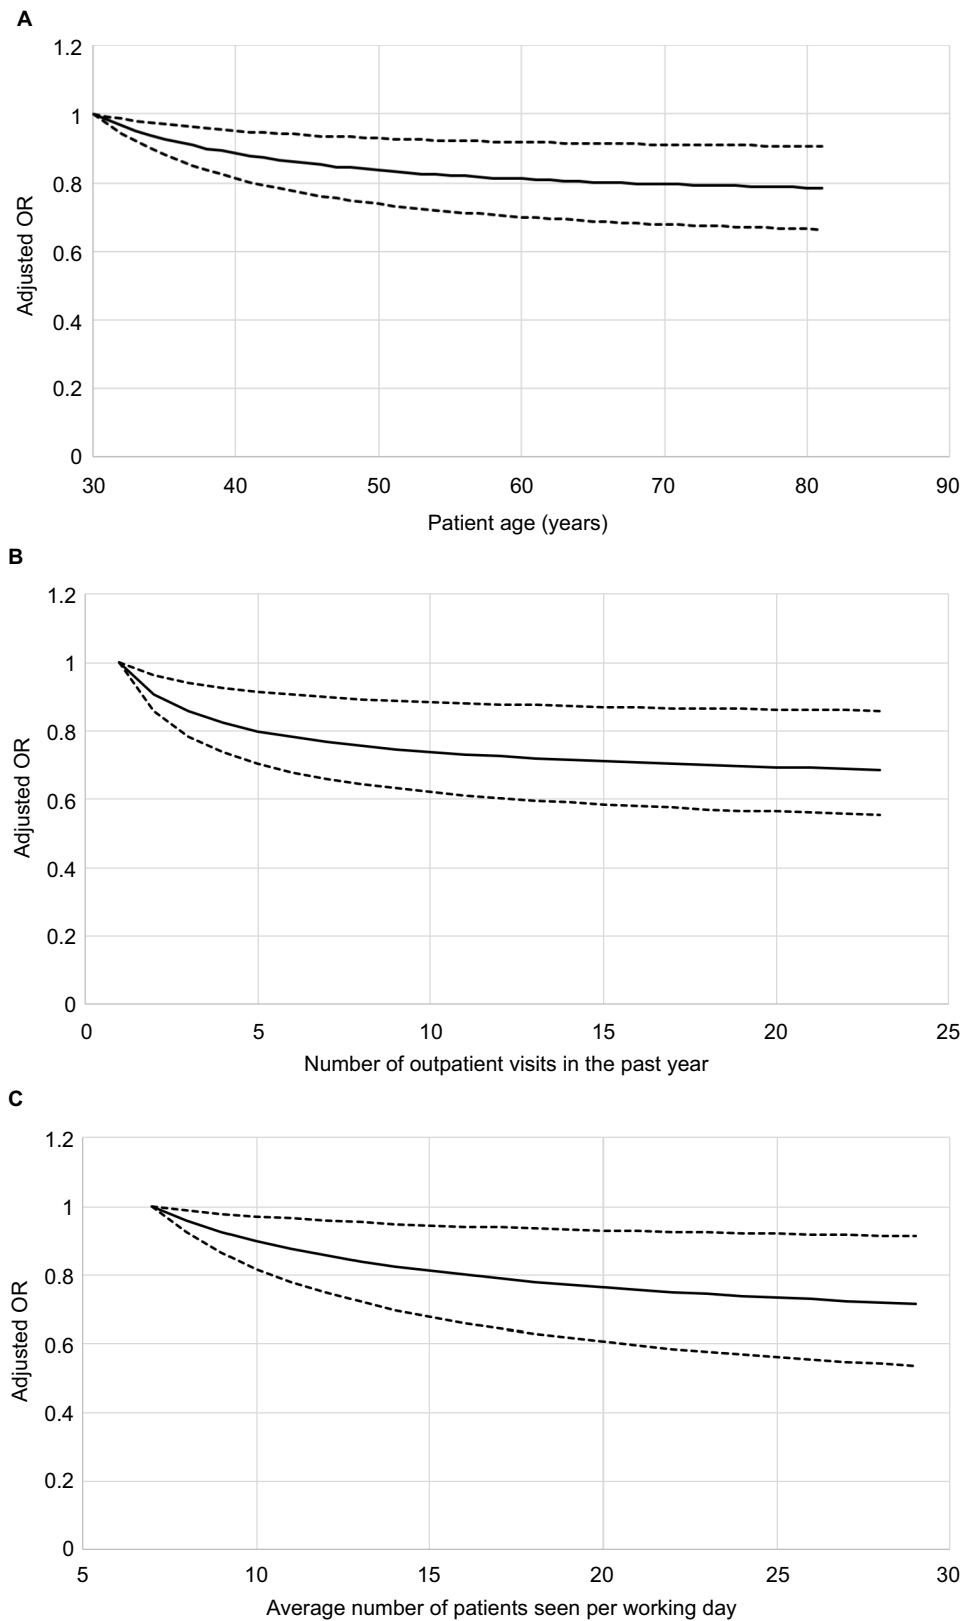 A
1.2
1
0.8
0.6
0.4
0.2
0
Adjusted OR
30 40 50 60 70 80 90
Patient age (years)
B
1.2
1
0.8
0.6
0.4
0.2
0
Adjusted OR
0 5 10 15 20 25
Number of outpatient visits in the past year
C
1.2
1
0.8
0.6
0.4
0.2
0
Adjusted OR
5 10 15 20 25 30
Average number of patients seen per working day